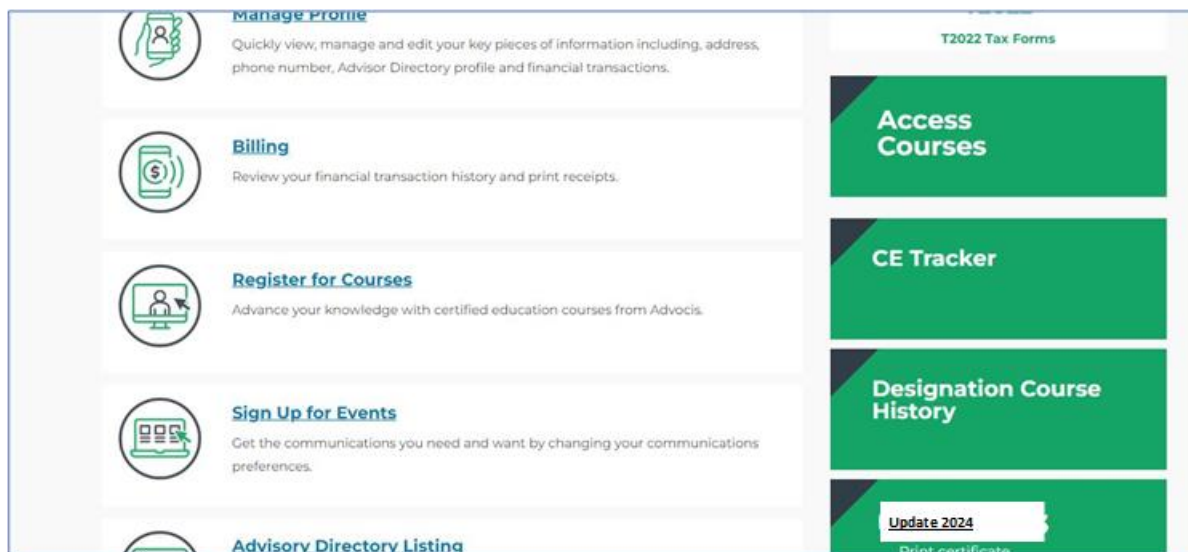 Manage Profile
Quickly view, manage and edit your key pieces of information including, address,
phone number, Advisor Directory profile and financial transactions.
Billing
Review your financial transaction history and print receipts.
Register for Courses
Advance your knowledge with certified education courses from Advocis.
Sign Up for Events
Get the communications you need and want by changing your communications
preferences.
Advisory Directory Listing
T2022 Tax Forms
Access
Courses
CE Tracker
Designation Course
History
Update 2024
Print certificate